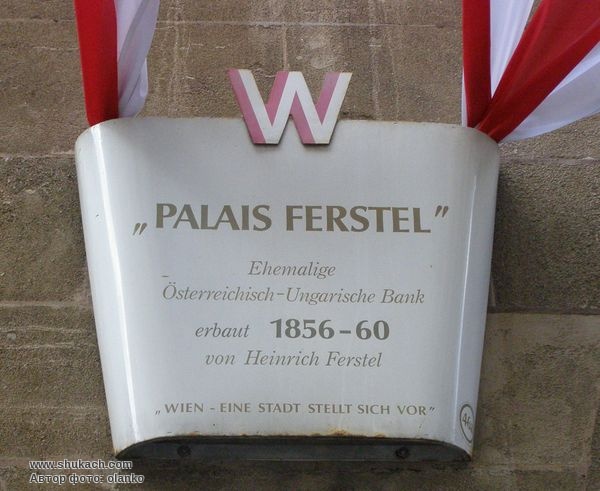 W
„PALAIS FERSTEL"
Ehemalige
Österreichisch-Ungarische Bank
erbaut 1856-60
von Heinrich Ferstel
„WIEN - EINE STADT STELLT SICH VOR"
www.shukach.com
Автор фото: olanko